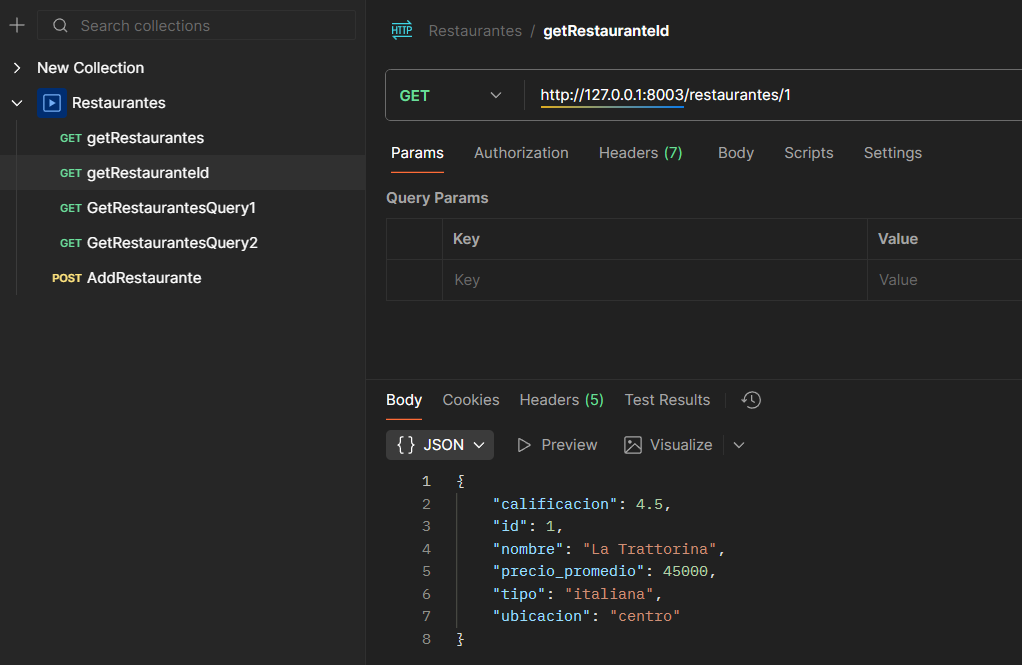 Search collections
New Collection
Restaurantes
GET getRestaurantes
GET getRestauranteId
GET GetRestaurantesQuery1
GET GetRestaurantesQuery2
POST AddRestaurante
HTTP Restaurantes / getRestauranteId
GET http://127.0.0.1:8003/restaurantes/1
Params Authorization Headers (7) Body Scripts Settings
Query Params
Key Value
Key Value
Body Cookies Headers (5) Test Results
{ } JSON Preview Visualize
1 {
2 "calificacion": 4.5,
3 "id": 1,
4 "nombre": "La Trattorina",
5 "precio_promedio": 45000,
6 "tipo": "italiana",
7 "ubicacion": "centro"
8 }